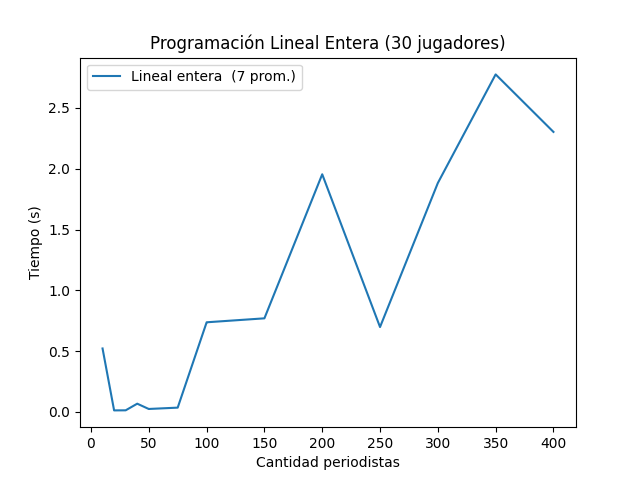 Programación Lineal Entera (30 jugadores)
Lineal entera  (7 prom.)
2.5
2.0
1.5
1.0
0.5
0.0
Tiempo (s)
0 50 100 150 200 250 300 350 400
Cantidad periodistas